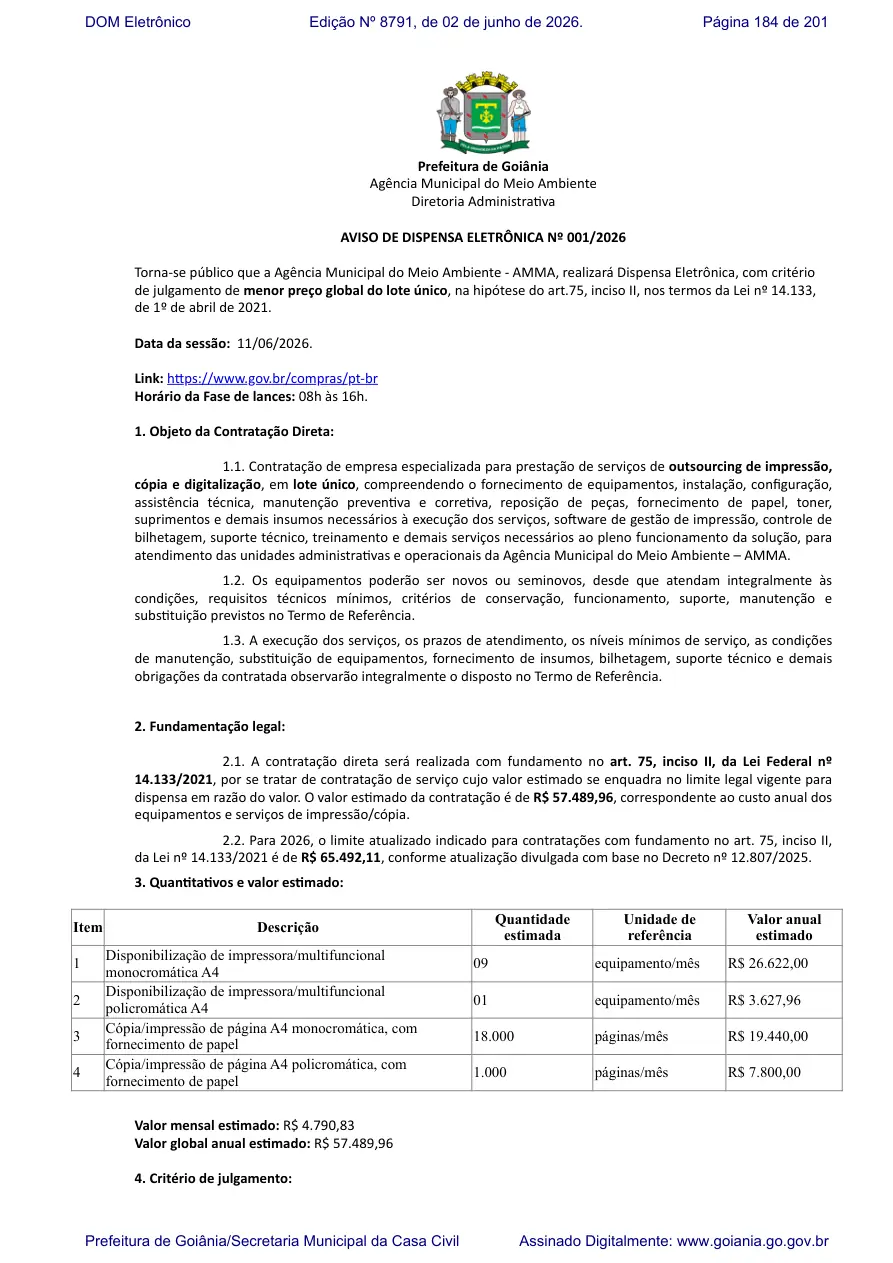 DOM Eletrônico Edição Nº 8791, de 02 de junho de 2026. Página 184 de 201
Prefeitura de Goiânia
Agência Municipal do Meio Ambiente
Diretoria Administrativa
AVISO DE DISPENSA ELETRÔNICA Nº 001/2026
Torna-se público que a Agência Municipal do Meio Ambiente - AMMA, realizará Dispensa Eletrônica, com critério
de julgamento de menor preço global do lote único, na hipótese do art.75, inciso II, nos termos da Lei nº 14.133,
de 1º de abril de 2021.
Data da sessão: 11/06/2026.
Link: https://www.gov.br/compras/pt-br
Horário da Fase de lances: 08h às 16h.
1. Objeto da Contratação Direta:
1.1. Contratação de empresa especializada para prestação de serviços de outsourcing de impressão,
cópia e digitalização, em lote único, compreendendo o fornecimento de equipamentos, instalação, configuração,
assistência técnica, manutenção preventiva e corretiva, reposição de peças, fornecimento de papel, toner,
suprimentos e demais insumos necessários à execução dos serviços, software de gestão de impressão, controle de
bilhetagem, suporte técnico, treinamento e demais serviços necessários ao pleno funcionamento da solução, para
atendimento das unidades administrativas e operacionais da Agência Municipal do Meio Ambiente – AMMA.
1.2. Os equipamentos poderão ser novos ou seminovos, desde que atendam integralmente às
condições, requisitos técnicos mínimos, critérios de conservação, funcionamento, suporte, manutenção e
substituição previstos no Termo de Referência.
1.3. A execução dos serviços, os prazos de atendimento, os níveis mínimos de serviço, as condições
de manutenção, substituição de equipamentos, fornecimento de insumos, bilhetagem, suporte técnico e demais
obrigações da contratada observarão integralmente o disposto no Termo de Referência.
2. Fundamentação legal:
2.1. A contratação direta será realizada com fundamento no art. 75, inciso II, da Lei Federal nº
14.133/2021, por se tratar de contratação de serviço cujo valor estimado se enquadra no limite legal vigente para
dispensa em razão do valor. O valor estimado da contratação é de R$ 57.489,96, correspondente ao custo anual dos
equipamentos e serviços de impressão/cópia.
2.2. Para 2026, o limite atualizado indicado para contratações com fundamento no art. 75, inciso II,
da Lei nº 14.133/2021 é de R$ 65.492,11, conforme atualização divulgada com base no Decreto nº 12.807/2025.
3. Quantitativos e valor estimado:
Item Descrição Quantidade estimada Unidade de referência Valor anual estimado
1 Disponibilização de impressora/multifuncional monocromática A4 09 equipamento/mês R$ 26.622,00
2 Disponibilização de impressora/multifuncional policromática A4 01 equipamento/mês R$ 3.627,96
3 Cópia/impressão de página A4 monocromática, com fornecimento de papel 18.000 páginas/mês R$ 19.440,00
4 Cópia/impressão de página A4 policromática, com fornecimento de papel 1.000 páginas/mês R$ 7.800,00
Valor mensal estimado: R$ 4.790,83
Valor global anual estimado: R$ 57.489,96
4. Critério de julgamento:
Prefeitura de Goiânia/Secretaria Municipal da Casa Civil Assinado Digitalmente: www.goiania.go.gov.br